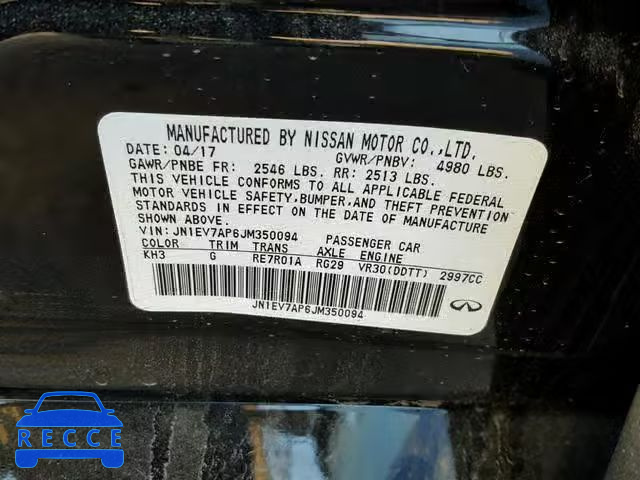 MANUFACTURED BY NISSAN MOTOR CO.,LTD.
DATE: 04/17 GVWR/PNBV: 4980 LBS.
GAWR/PNBE FR: 2546 LBS. RR: 2513 LBS.
THIS VEHICLE CONFORMS TO ALL APPLICABLE FEDERAL
MOTOR VEHICLE SAFETY,BUMPER,AND THEFT PREVENTION
STANDARDS IN EFFECT ON THE DATE OF MANUFACTURE
SHOWN ABOVE.
VIN: JN1EV7AP6JM350094 PASSENGER CAR
COLOR TRIM TRANS AXLE ENGINE
KH3 G RE7R01A RG29 VR30(DDTT) 2997CC
JN1EV7AP6JM350094
RECCE